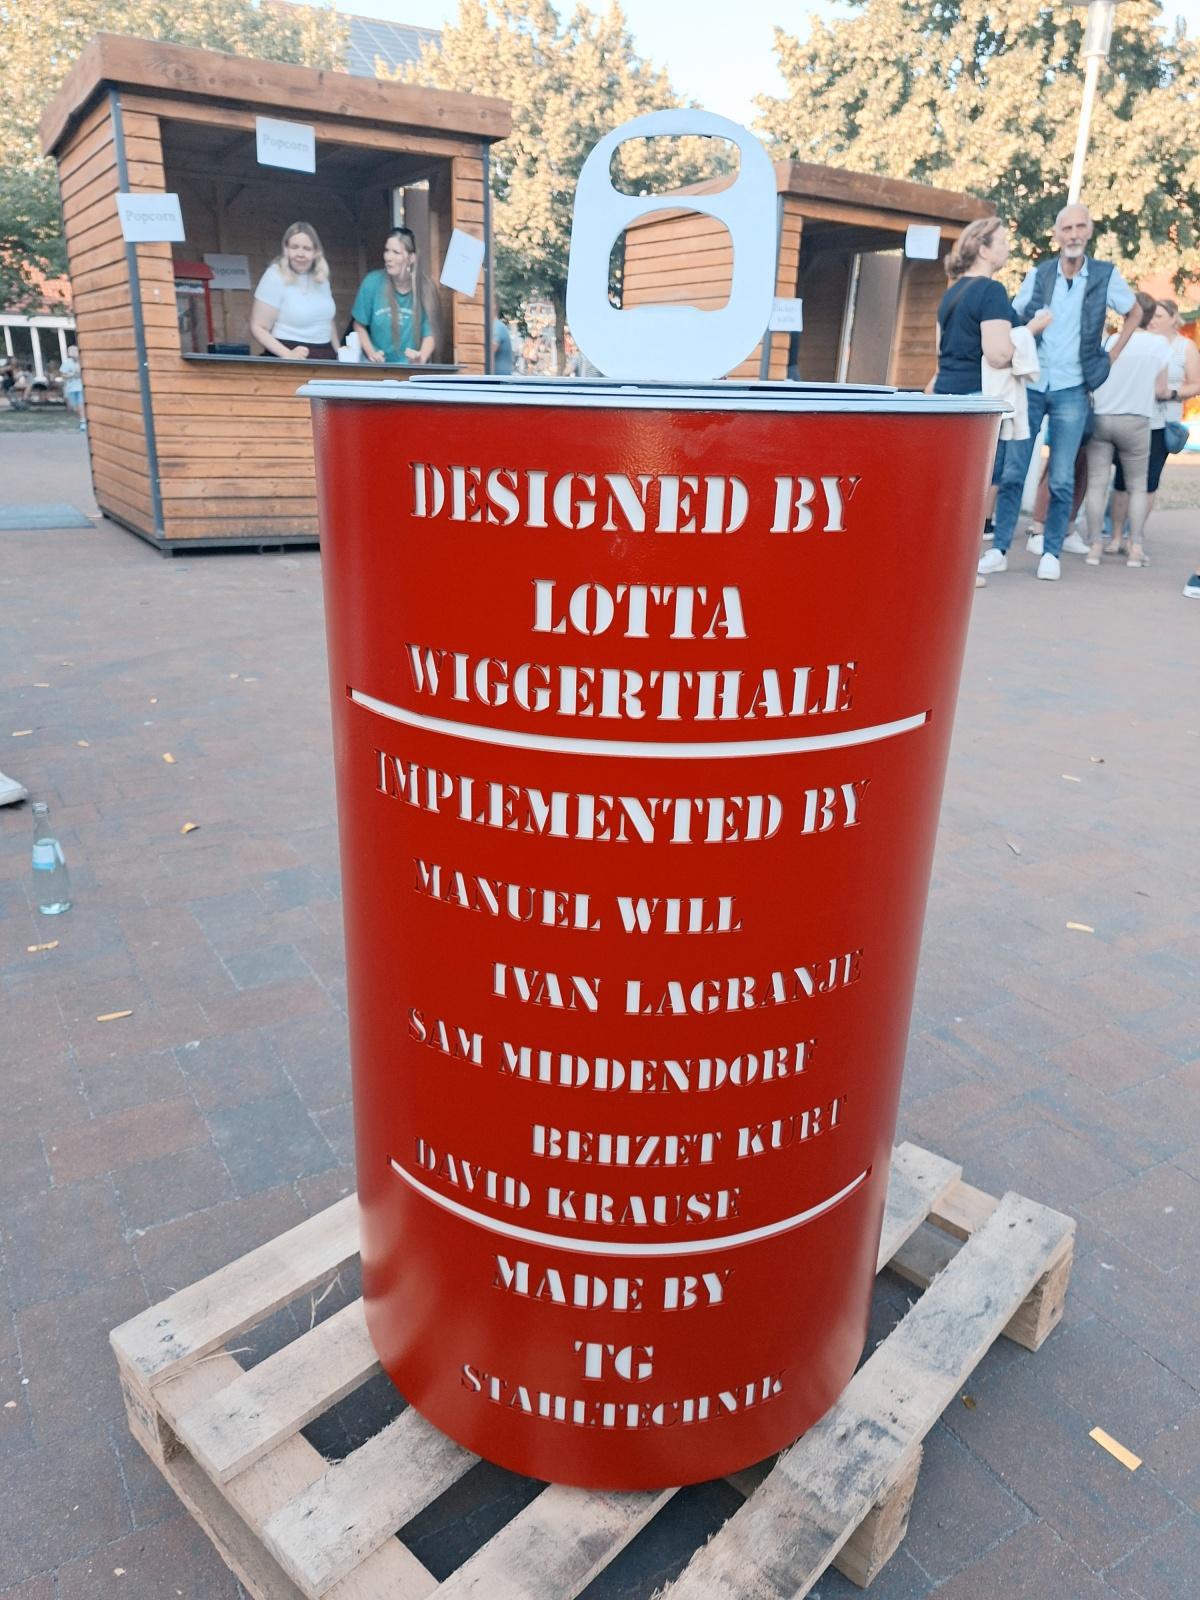 Popcorn
Popcorn
Popcorn
DESIGNED BY
LOTTA
WIGGERTHALE
IMPLEMENTED BY
MANUEL WILL
IVAN LAGRANJE
SAM MIDDENDORF
BEHZET KURT
DAVID KRAUSE
MADE BY
TG
STAHLTECHNIK